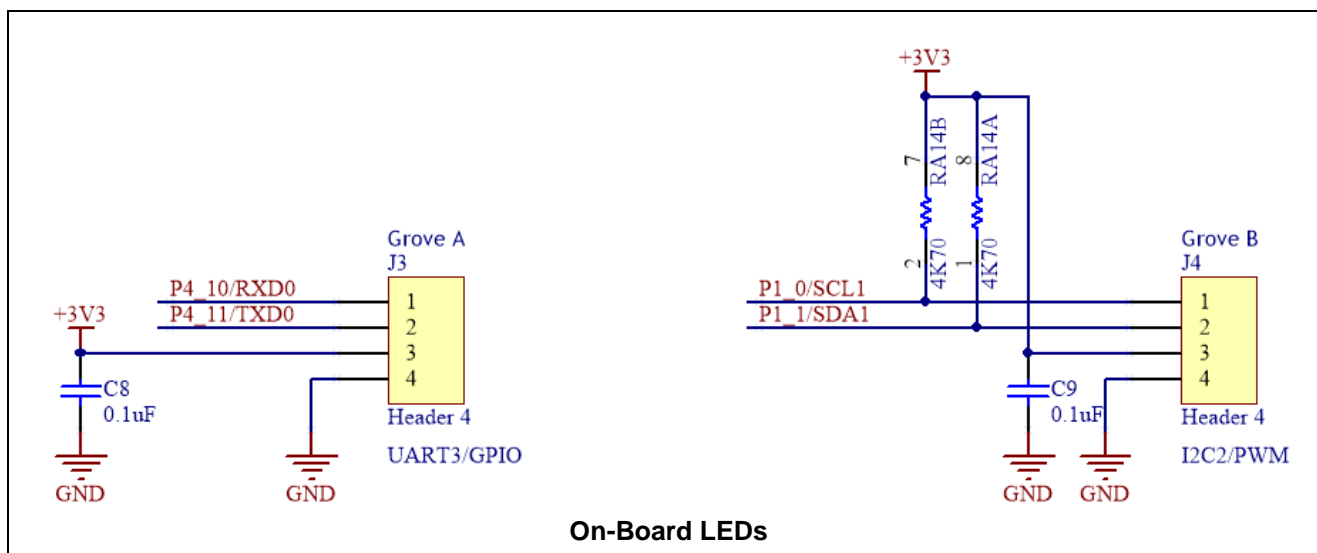 Grove A
J3
P4_10/RXD0
P4_11/TXD0
+3V3
1
2
3
4
C8
0.1uF
Header 4
UART3/GPIO
GND
GND
+3V3
7
RA14B
8
RA14A
2
4K70
1
4K70
Grove B
J4
P1_0/SCL1
P1_1/SDA1
1
2
3
4
C9
0.1uF
Header 4
I2C2/PWM
GND
GND
On-Board LEDs